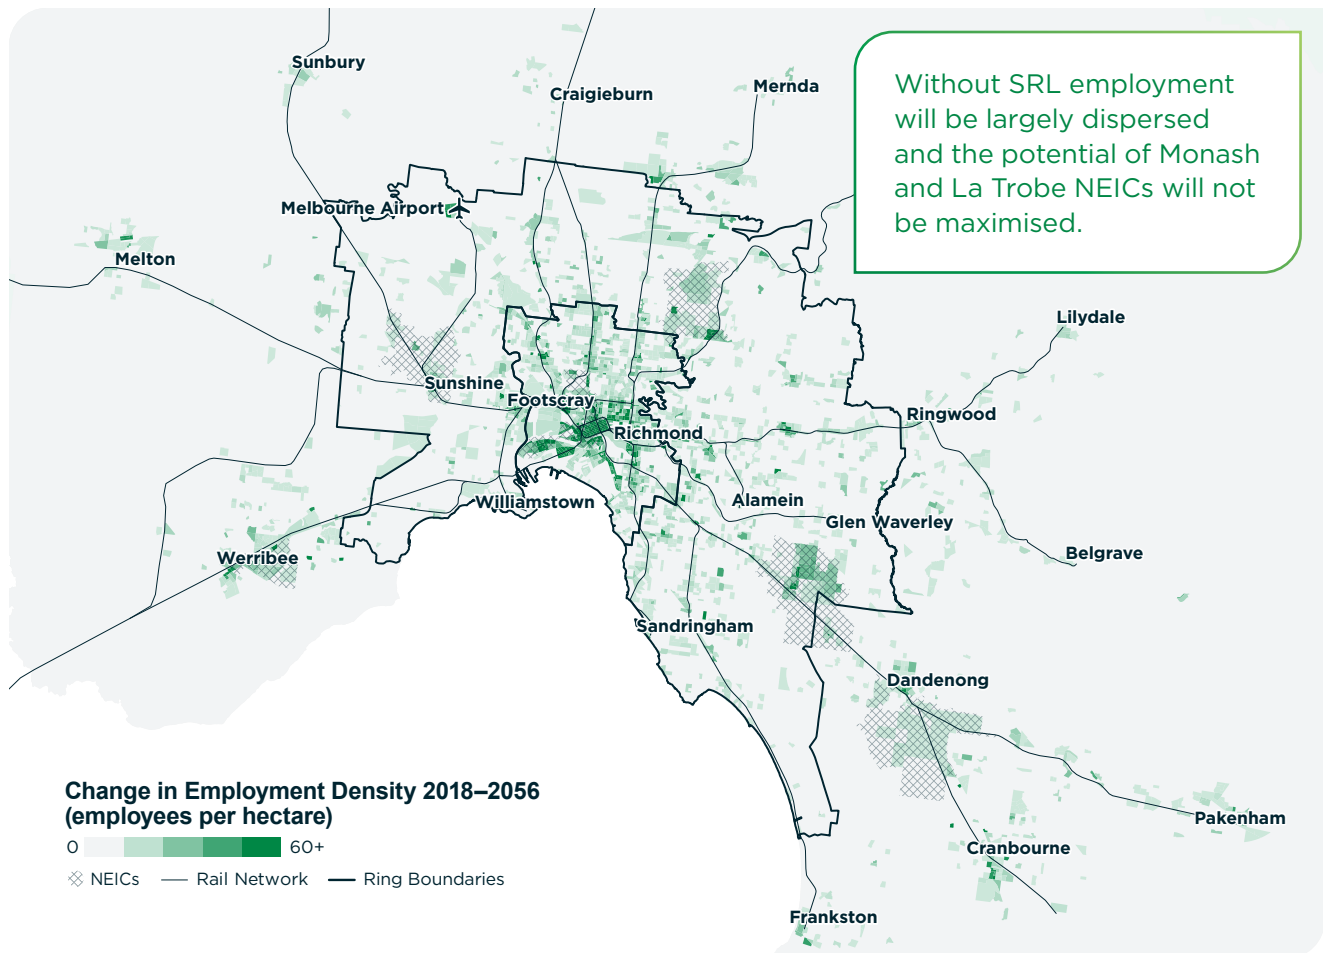 Without SRL employment
will be largely dispersed
and the potential of Monash
and La Trobe NEICs will not
be maximised.
Sunbury
Craigieburn
Mernda
Melbourne Airport
Melton
Lilydale
Sunshine
Footscray
Ringwood
Richmond
Williamstown
Alamein
Glen Waverley
Werribee
Belgrave
Sandringham
Dandenong
Pakenham
Cranbourne
Frankston
Change in Employment Density 2018–2056
(employees per hectare)
0 60+
NEICs Rail Network Ring Boundaries